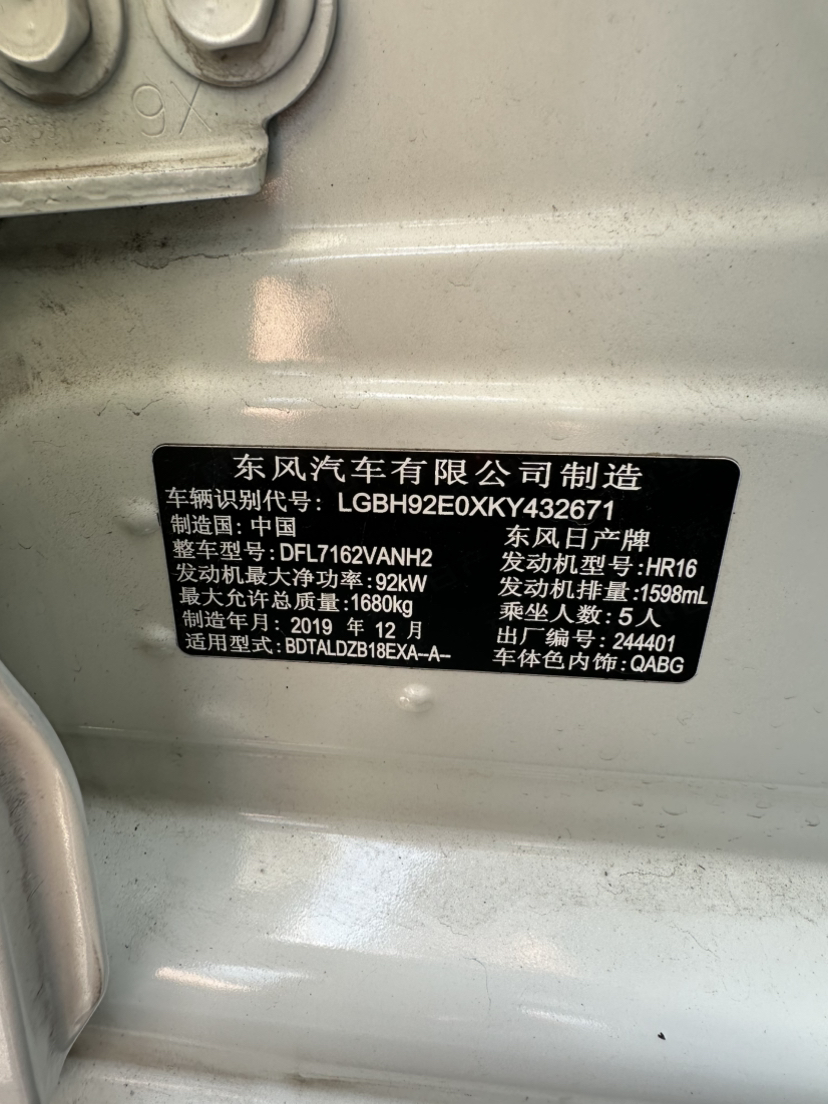 9X
东风汽车有限公司制造
车辆识别代号: LGBH92E0XKY432671
制造国:中国 东风日产牌
整车型号:DFL7162VANH2 发动机型号:HR16
发动机最大净功率:92kW 发动机排量:1598mL
最大允许总质量:1680kg 乘坐人数:5人
制造年月: 2019 年 12 月 出厂编号: 244401
适用型式:BDTALDZB18EXA--A-- 车体色内饰:QABG